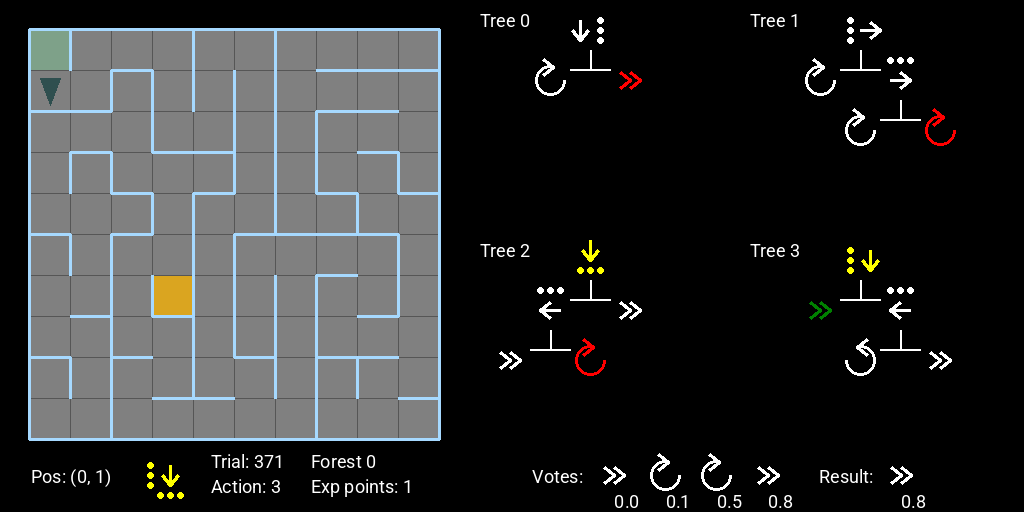 Tree 0
Tree 1
Tree 2
Tree 3
Pos: (0, 1)
Trial: 371
Forest 0
Action: 3
Exp points: 1
Votes:
0.0
0.1
0.5
0.8
Result:
0.8